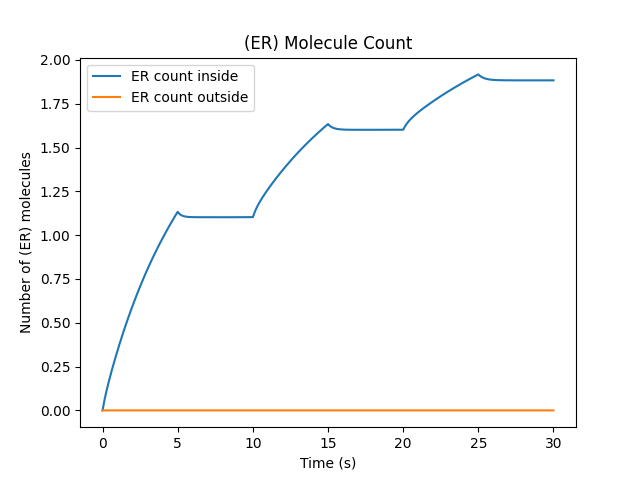 (ER) Molecule Count
ER count inside
ER count outside
Number of (ER) molecules
2.00
1.75
1.50
1.25
1.00
0.75
0.50
0.25
0.00
0 5 10 15 20 25 30
Time (s)